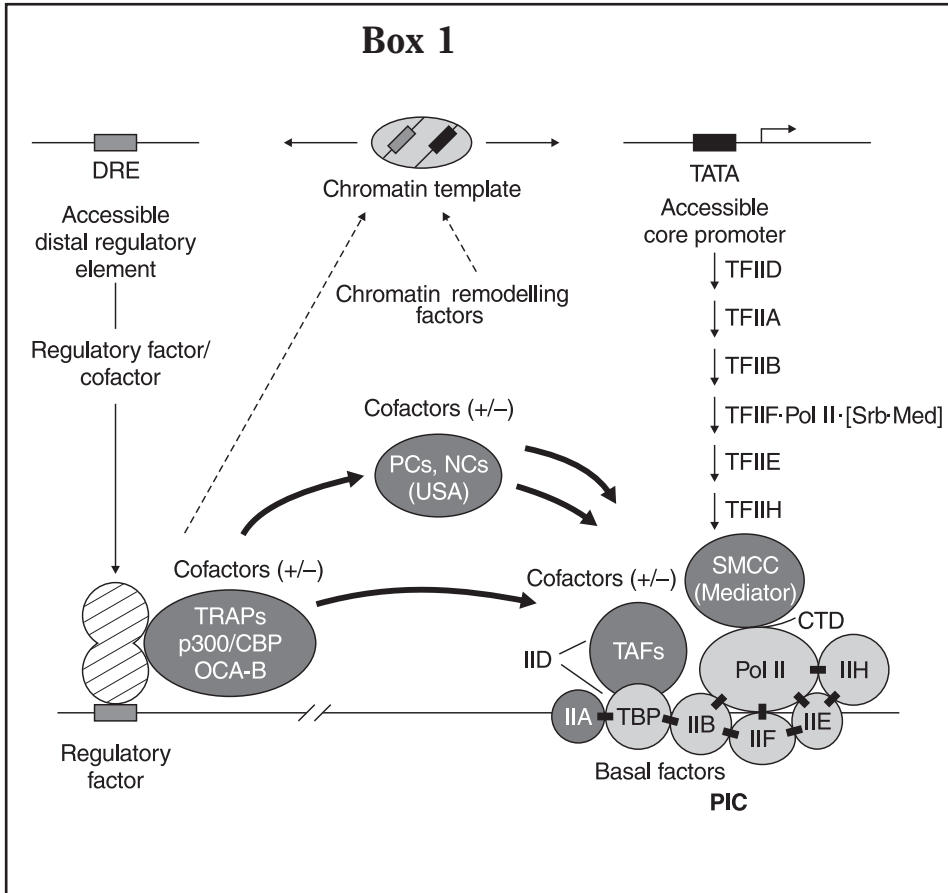 Box 1
DRE
Accessible
distal regulatory
element
Regulatory factor/
cofactor
Chromatin template
Chromatin remodelling
factors
TATA
Accessible
core promoter
TFIID
TFIIA
TFIIB
TFIIF·Pol II·[Srb·Med]
TFIIE
TFIIH
Cofactors (+/–)
PCs, NCs
(USA)
Cofactors (+/–)
TRAPs
p300/CBP
OCA-B
Regulatory
factor
Cofactors (+/–)
SMCC
(Mediator)
CTD
IID
TAFs
Pol II
IIH
IIA
TBP
IIB
IIF
IIE
Basal factors
PIC